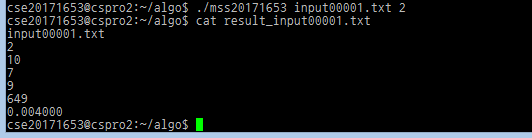 cse20171653@cspro2:~/algo$ ./mss20171653 input00001.txt 2
cse20171653@cspro2:~/algo$ cat result_input00001.txt
input00001.txt
2
10
7
9
649
0.004000
cse20171653@cspro2:~/algo$